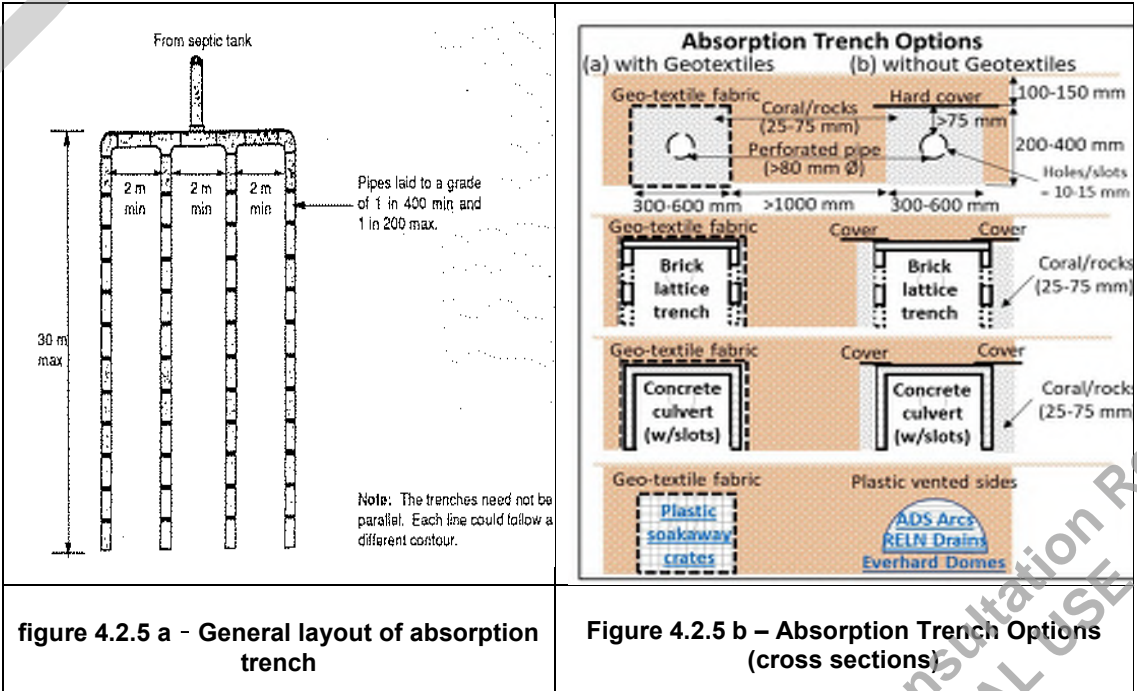 From septic tank
2 m
min
2 m
min
2 m
min
Pipes laid to a grade
of 1 in 400 min and
1 in 200 max.
30 m
max
Note: The trenches need not be
parallel. Each line could follow a
different contour.
figure 4.2.5 a - General layout of absorption
trench
Absorption Trench Options
(a) with Geotextiles
(b) without Geotextiles
Geo-textile fabric
Coral/rocks
(25-75 mm)
Hard cover
100-150 mm
>75 mm
200-400 mm
Perforated pipe
(>80 mm Ø)
Holes/slots
= 10-15 mm
300-600 mm
>1000 mm
300-600 mm
Geo-textile fabric
Cover
Cover
Brick
lattice
trench
Brick
lattice
trench
Coral/rocks
(25-75 mm)
Geo-textile fabric
Cover
Cover
Concrete
culvert
(w/slots)
Concrete
culvert
(w/slots)
Coral/rocks
(25-75 mm
Geo-textile fabric
Plastic vented sides
Plastic
soakaway
crates
ADS Arcs
RELN Drains
Everhard Domes
Figure 4.2.5 b – Absorption Trench Options
(cross sections)
USE